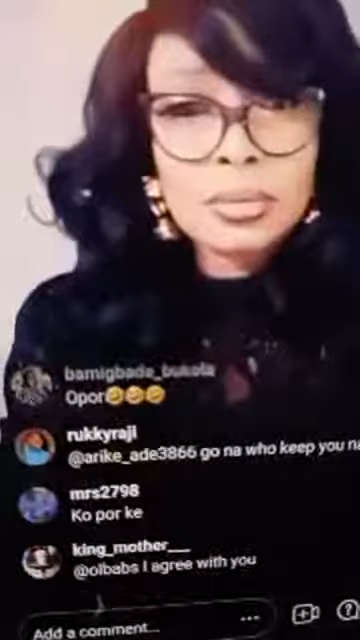 bamigbade_bukola
Opor🤣🤣🤣
rukkyraji
@arike_ade3866 go na who keep you na
mrs2798
Ko por ke
king_mother___
@olbabs I agree with you
Add a comment...